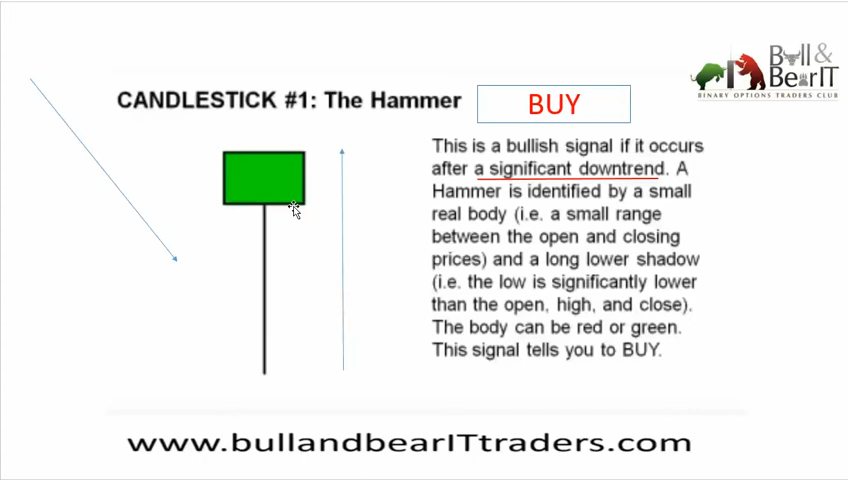 Bull &
BearIT
BINARY OPTIONS TRADERS CLUB
CANDLESTICK #1: The Hammer
BUY
This is a bullish signal if it occurs
after a significant downtrend. A
Hammer is identified by a small
real body (i.e. a small range
between the open and closing
prices) and a long lower shadow
(i.e. the low is significantly lower
than the open, high, and close).
The body can be red or green.
This signal tells you to BUY.
www.bullandbearITtraders.com